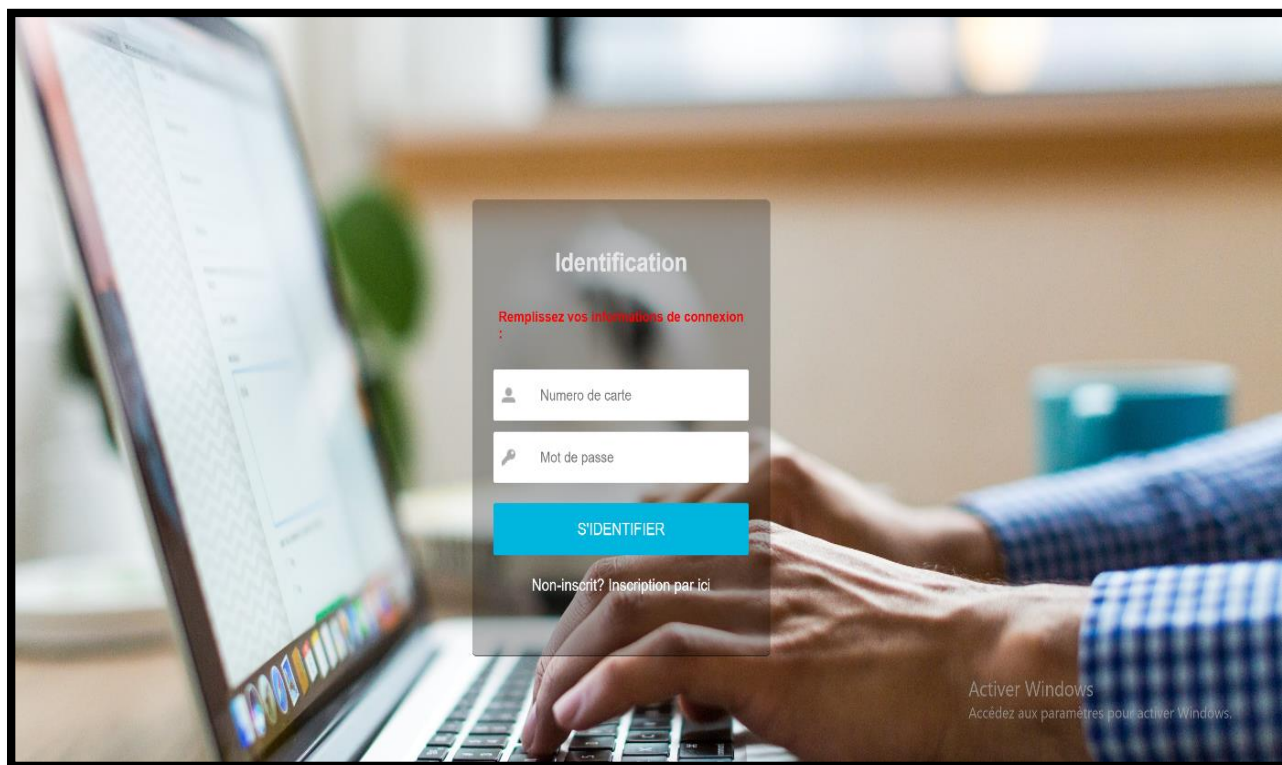 Identification
Remplissez vos informations de connexion
:
Numero de carte
Mot de passe
S'IDENTIFIER
Non-inscrit? Inscription par ici
Activer Windows
Accédez aux paramètres pour activer Windows.